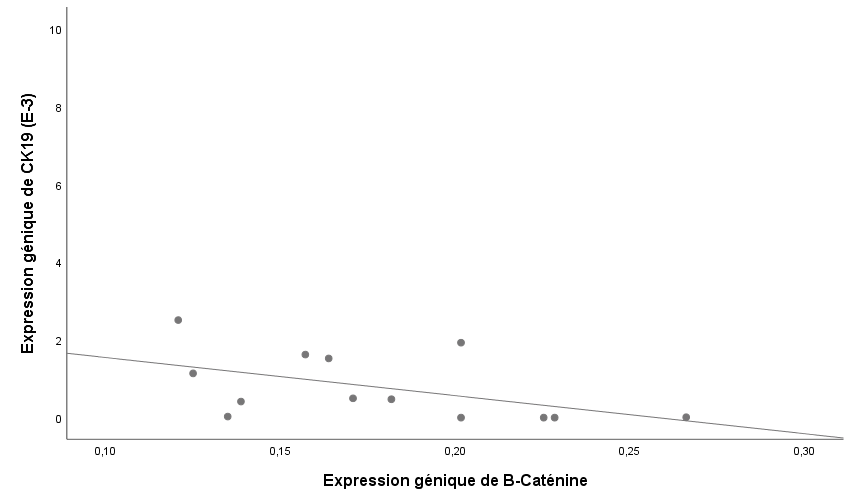 10
8
6
4
2
0
Expression génique de CK19 (E-3)
0,10 0,15 0,20 0,25 0,30
Expression génique de B-Caténine